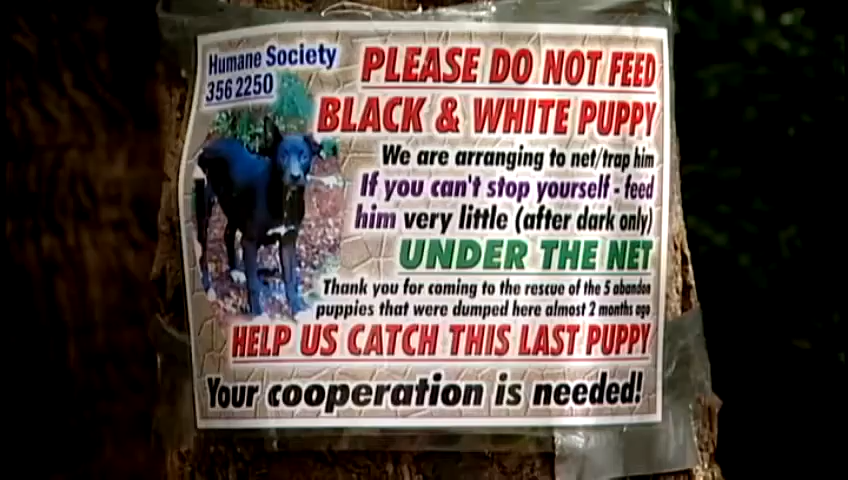 Humane Society
356 2250
PLEASE DO NOT FEED
BLACK & WHITE PUPPY
We are arranging to net/trap him
If you can't stop yourself - feed
him very little (after dark only)
UNDER THE NET
Thank you for coming to the rescue of the 5 abandon
puppies that were dumped here almost 2 months ago
HELP US CATCH THIS LAST PUPPY
Your cooperation is needed!